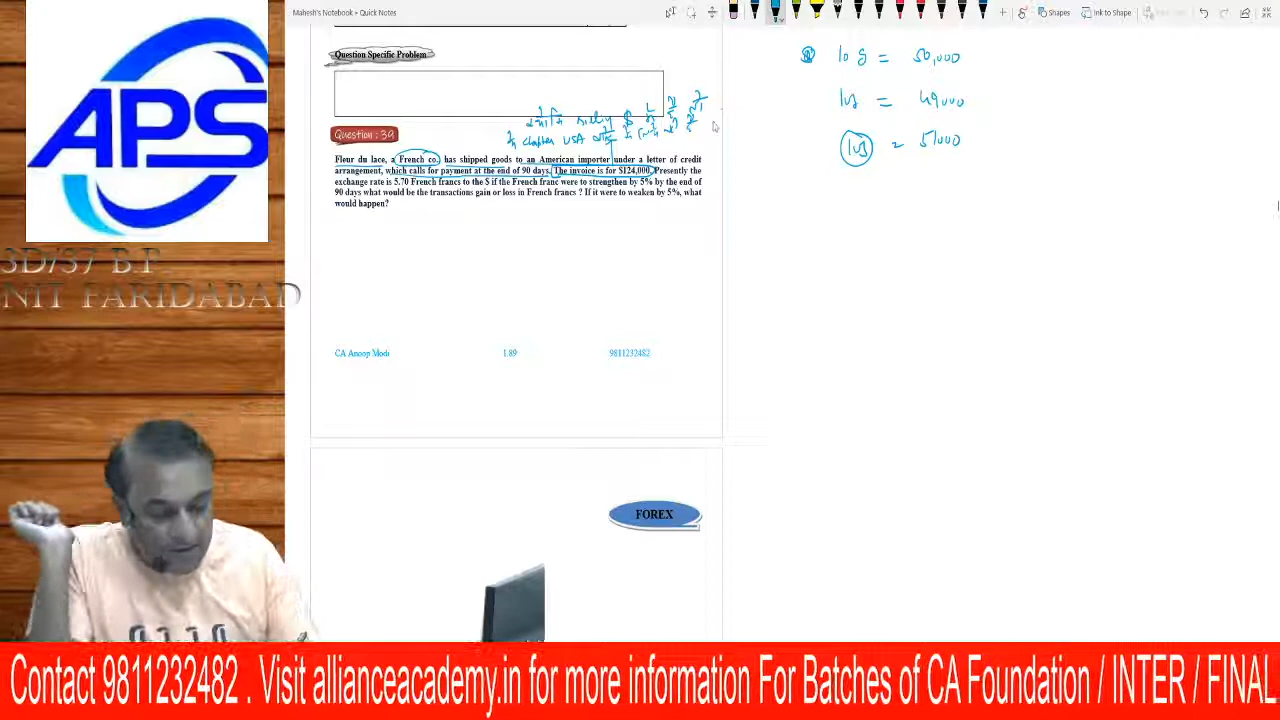 APS
3D/37 B.P.
NIT FARIDABAD
Mahesh's Notebook » Quick Notes
Shapes
Ink to Shape
Question Specific Problem
Question : 39
chapter USA
Fleur du lace, a French co. has shipped goods to an American importer under a letter of credit
arrangement, which calls for payment at the end of 90 days. The invoice is for $124,000. Presently the
exchange rate is 5.70 French francs to the $ if the French franc were to strengthen by 5% by the end of
90 days what would be the transactions gain or loss in French francs ? If it were to weaken by 5%, what
would happen?
CA Anoop Modi 1.89 9811232482
FOREX
= 50,000
= 49000
= 51000
Contact 9811232482 . Visit allianceacademy.in for more information For Batches of CA Foundation / INTER / FINAL